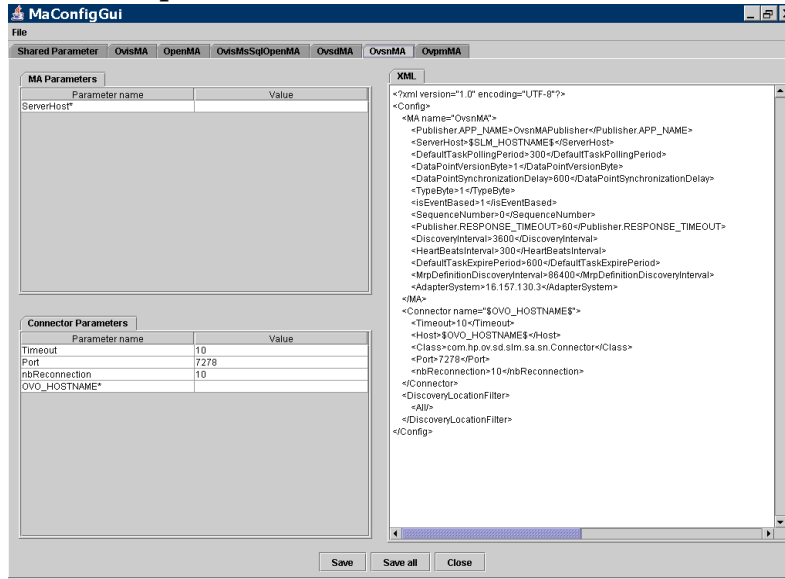 MaConfigGui
File
Shared Parameter OvisMA OpenMA OvisMsSqlOpenMA OvsdMA OvsnMA OvpmMA
MA Parameters
Parameter name Value
ServerHost*
Connector Parameters
Parameter name Value
Timeout 10
Port 7278
nbReconnection 10
OVO_HOSTNAME*
XML
<?xml version="1.0" encoding="UTF-8"?>
<Config>
<MA name="OvsnMA">
<Publisher.APP_NAME>OvsnMAPublisher</Publisher.APP_NAME>
<ServerHost>$SLM_HOSTNAME$</ServerHost>
<DefaultTaskPollingPeriod>300</DefaultTaskPollingPeriod>
<DataPointVersionByte>1</DataPointVersionByte>
<DataPointSynchronizationDelay>600</DataPointSynchronizationDelay>
<TypeByte>1</TypeByte>
<isEventBased>1</isEventBased>
<SequenceNumber>0</SequenceNumber>
<Publisher.RESPONSE_TIMEOUT>60</Publisher.RESPONSE_TIMEOUT>
<DiscoveryInterval>3600</DiscoveryInterval>
<HeartBeatsInterval>300</HeartBeatsInterval>
<DefaultTaskExpirePeriod>600</DefaultTaskExpirePeriod>
<MrpDefinitionDiscoveryInterval>86400</MrpDefinitionDiscoveryInterval>
<AdapterSystem>16.157.130.3</AdapterSystem>
</MA>
<Connector name="$OVO_HOSTNAME$">
<Timeout>10</Timeout>
<Host>$OVO_HOSTNAME$</Host>
<Class>com.hp.ov.sd.slm.sa.sn.Connector</Class>
<Port>7278</Port>
<nbReconnection>10</nbReconnection>
</Connector>
<DiscoveryLocationFilter>
<All/>
</DiscoveryLocationFilter>
</Config>
Save Save all Close